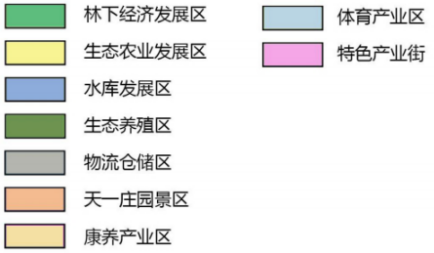 林下经济发展区
生态农业发展区
水库发展区
生态养殖区
物流仓储区
天一庄园景区
康养产业区
体育产业区
特色产业街